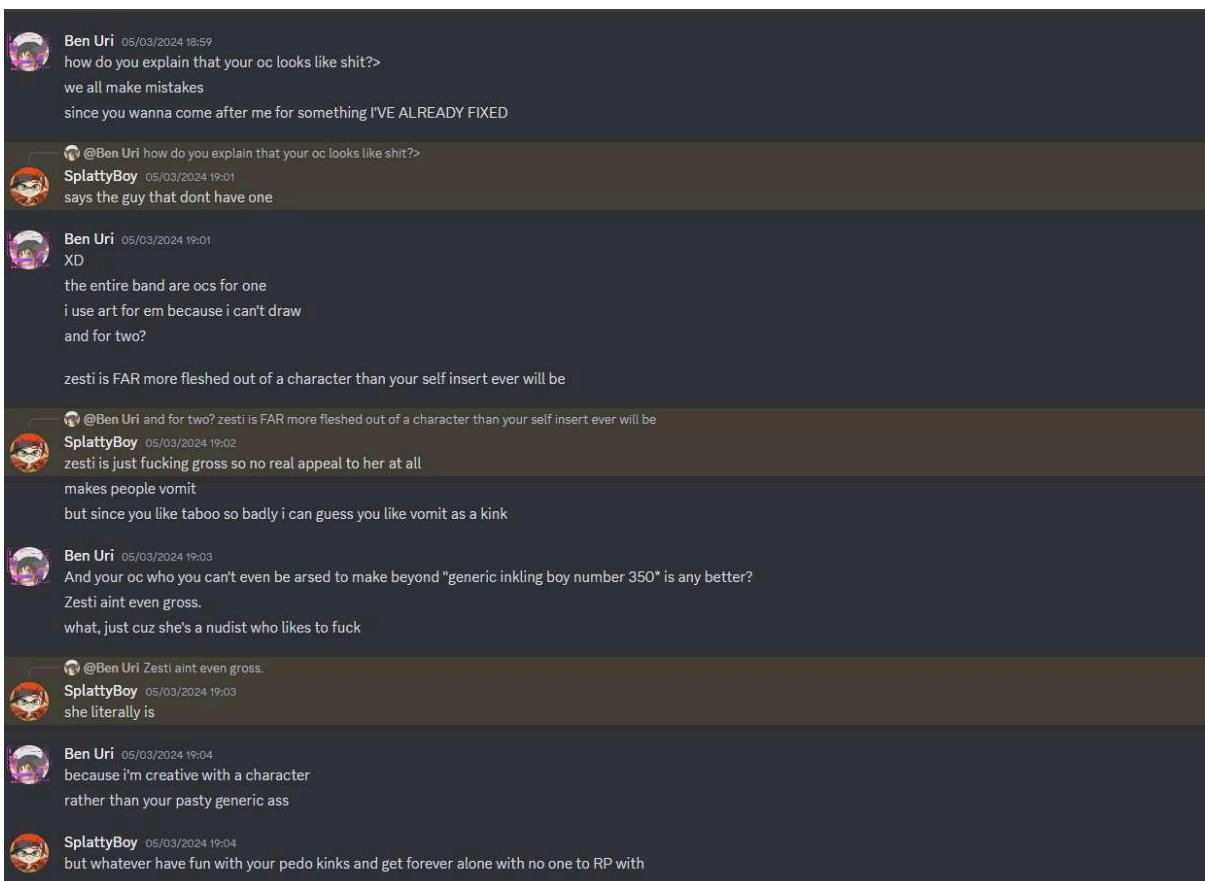 Ben Uri 05/03/2024 18:59
how do you explain that your oc looks like shit?>
we all make mistakes
since you wanna come after me for something I'VE ALREADY FIXED
@Ben Uri how do you explain that your oc looks like shit?>
SplattyBoy 05/03/2024 19:01
says the guy that dont have one
Ben Uri 05/03/2024 19:01
XD
the entire band are ocs for one
i use art for em because i can't draw
and for two?
zesti is FAR more fleshed out of a character than your self insert ever will be
@Ben Uri and for two? zesti is FAR more fleshed out of a character than your self insert ever will be
SplattyBoy 05/03/2024 19:02
zesti is just fucking gross so no real appeal to her at all
makes people vomit
but since you like taboo so badly i can guess you like vomit as a kink
Ben Uri 05/03/2024 19:03
And your oc who you can't even be arsed to make beyond "generic inkling boy number 350* is any better?
Zesti aint even gross.
what, just cuz she's a nudist who likes to fuck
@Ben Uri Zesti aint even gross.
SplattyBoy 05/03/2024 19:03
she literally is
Ben Uri 05/03/2024 19:04
because i'm creative with a character
rather than your pasty generic ass
SplattyBoy 05/03/2024 19:04
but whatever have fun with your pedo kinks and get forever alone with no one to RP with